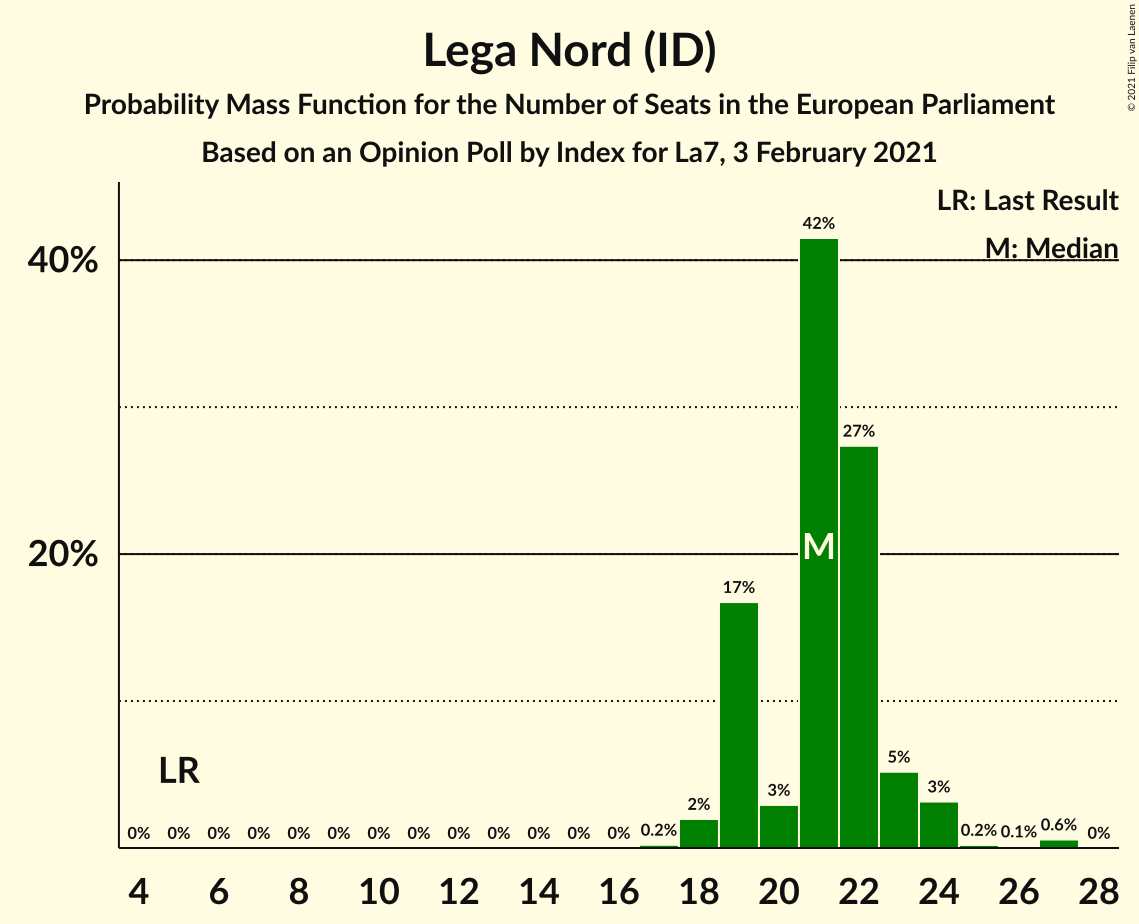 Lega Nord (ID)
Probability Mass Function for the Number of Seats in the European Parliament
Based on an Opinion Poll by Index for La7, 3 February 2021
© 2021 Filip van Laenen
LR: Last Result
M: Median
40%
20%
42%
27%
M
17%
LR
5%
3%
3%
2%
0% 0% 0% 0% 0% 0% 0% 0% 0% 0% 0% 0% 0% 0.2% 0.2% 0.1% 0.6% 0%
4 6 8 10 12 14 16 18 20 22 24 26 28